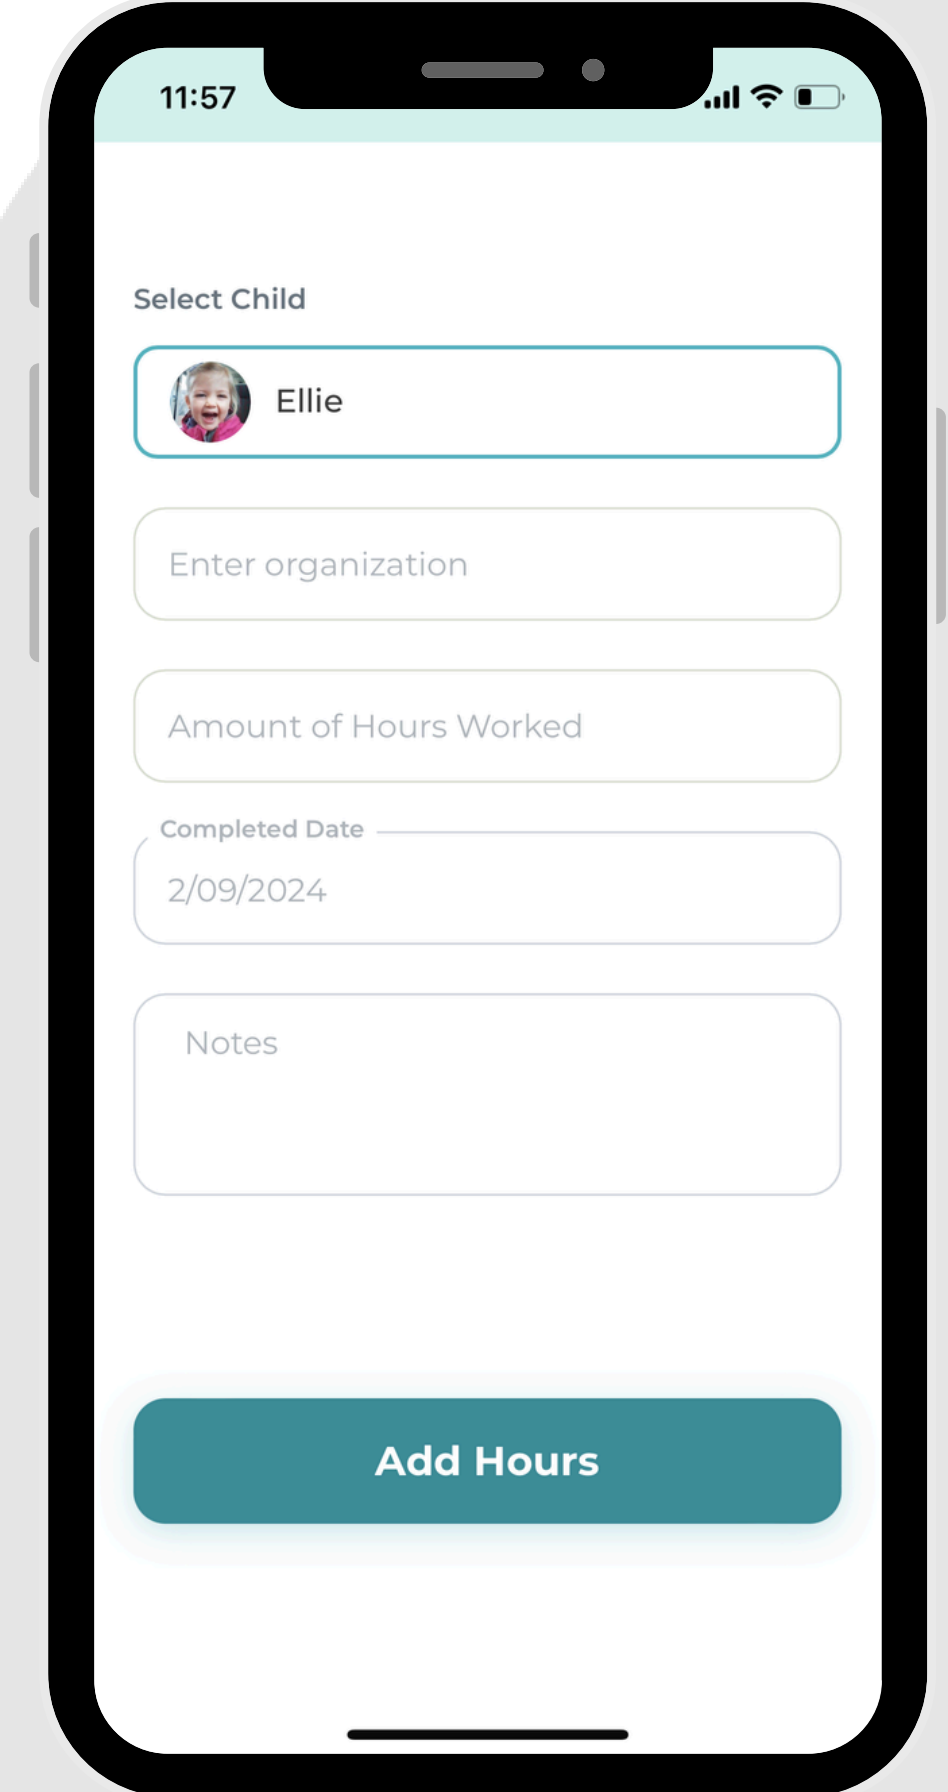 11:57
Select Child
Ellie
Enter organization
Amount of Hours Worked
Completed Date
2/09/2024
Notes
Add Hours